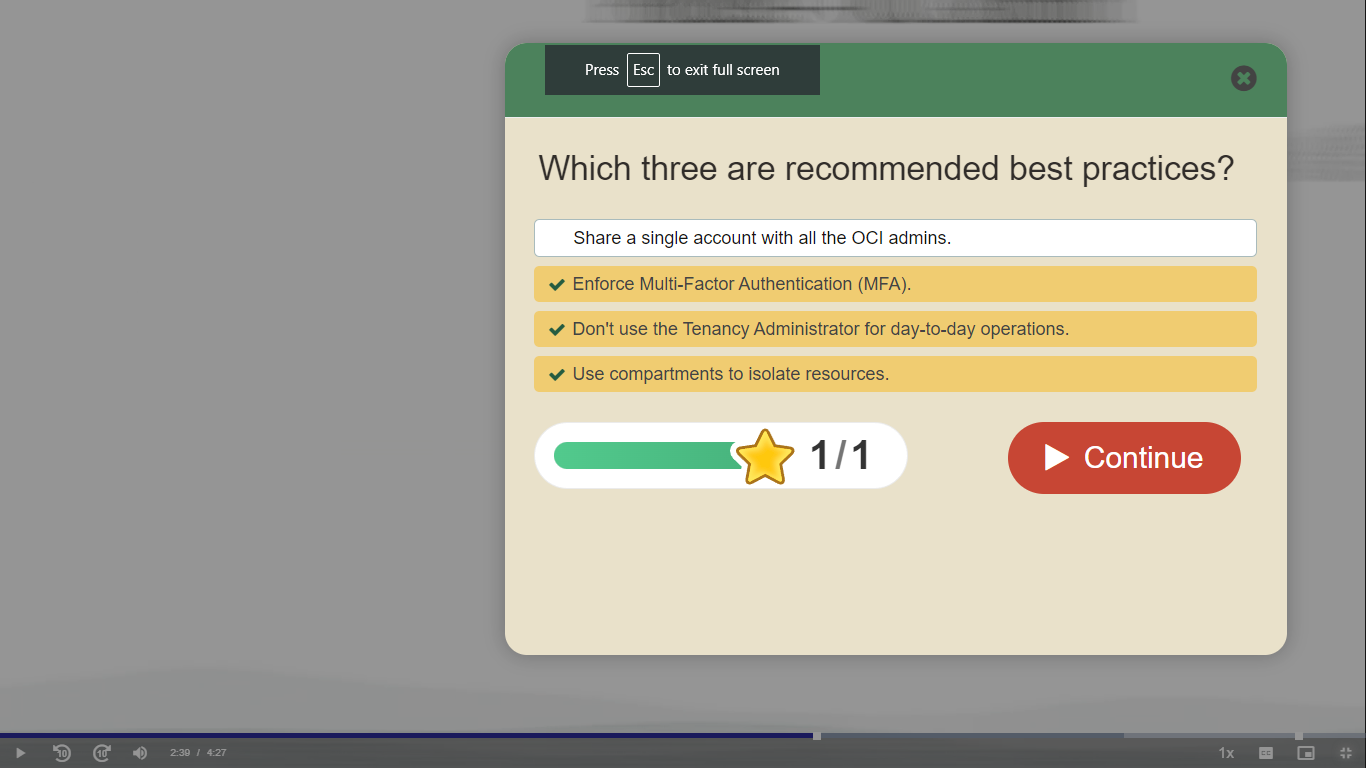 Press Esc to exit full screen
Which three are recommended best practices?
Share a single account with all the OCI admins.
Enforce Multi-Factor Authentication (MFA).
Don't use the Tenancy Administrator for day-to-day operations.
Use compartments to isolate resources.
1/1
Continue
10 10 2:39 / 4:27 1x CC